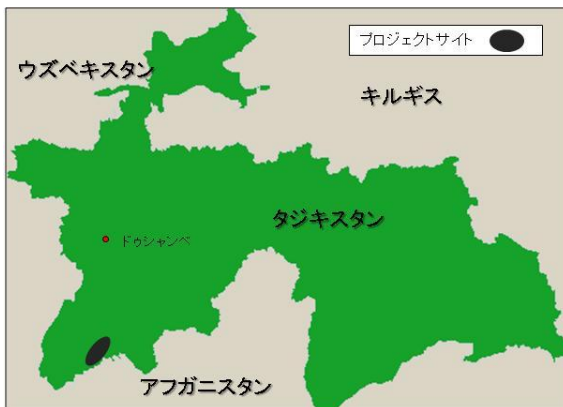 プロジェクトサイト
ウズベキスタン
キルギス
タジキスタン
ドゥシャンベ
アフガニスタン